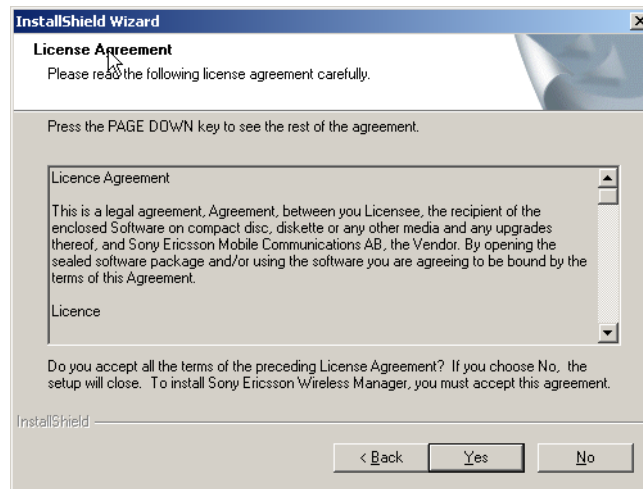 InstallShield Wizard
License Agreement
Please read the following license agreement carefully.
Press the PAGE DOWN key to see the rest of the agreement.
Licence Agreement
This is a legal agreement, Agreement, between you Licensee, the recipient of the
enclosed Software on compact disc, diskette or any other media and any upgrades
thereof, and Sony Ericsson Mobile Communications AB, the Vendor. By opening the
sealed software package and/or using the software you are agreeing to be bound by the
terms of this Agreement.
Licence
Do you accept all the terms of the preceding License Agreement? If you choose No, the
setup will close. To install Sony Ericsson Wireless Manager, you must accept this agreement.
InstallShield
< Back Yes No